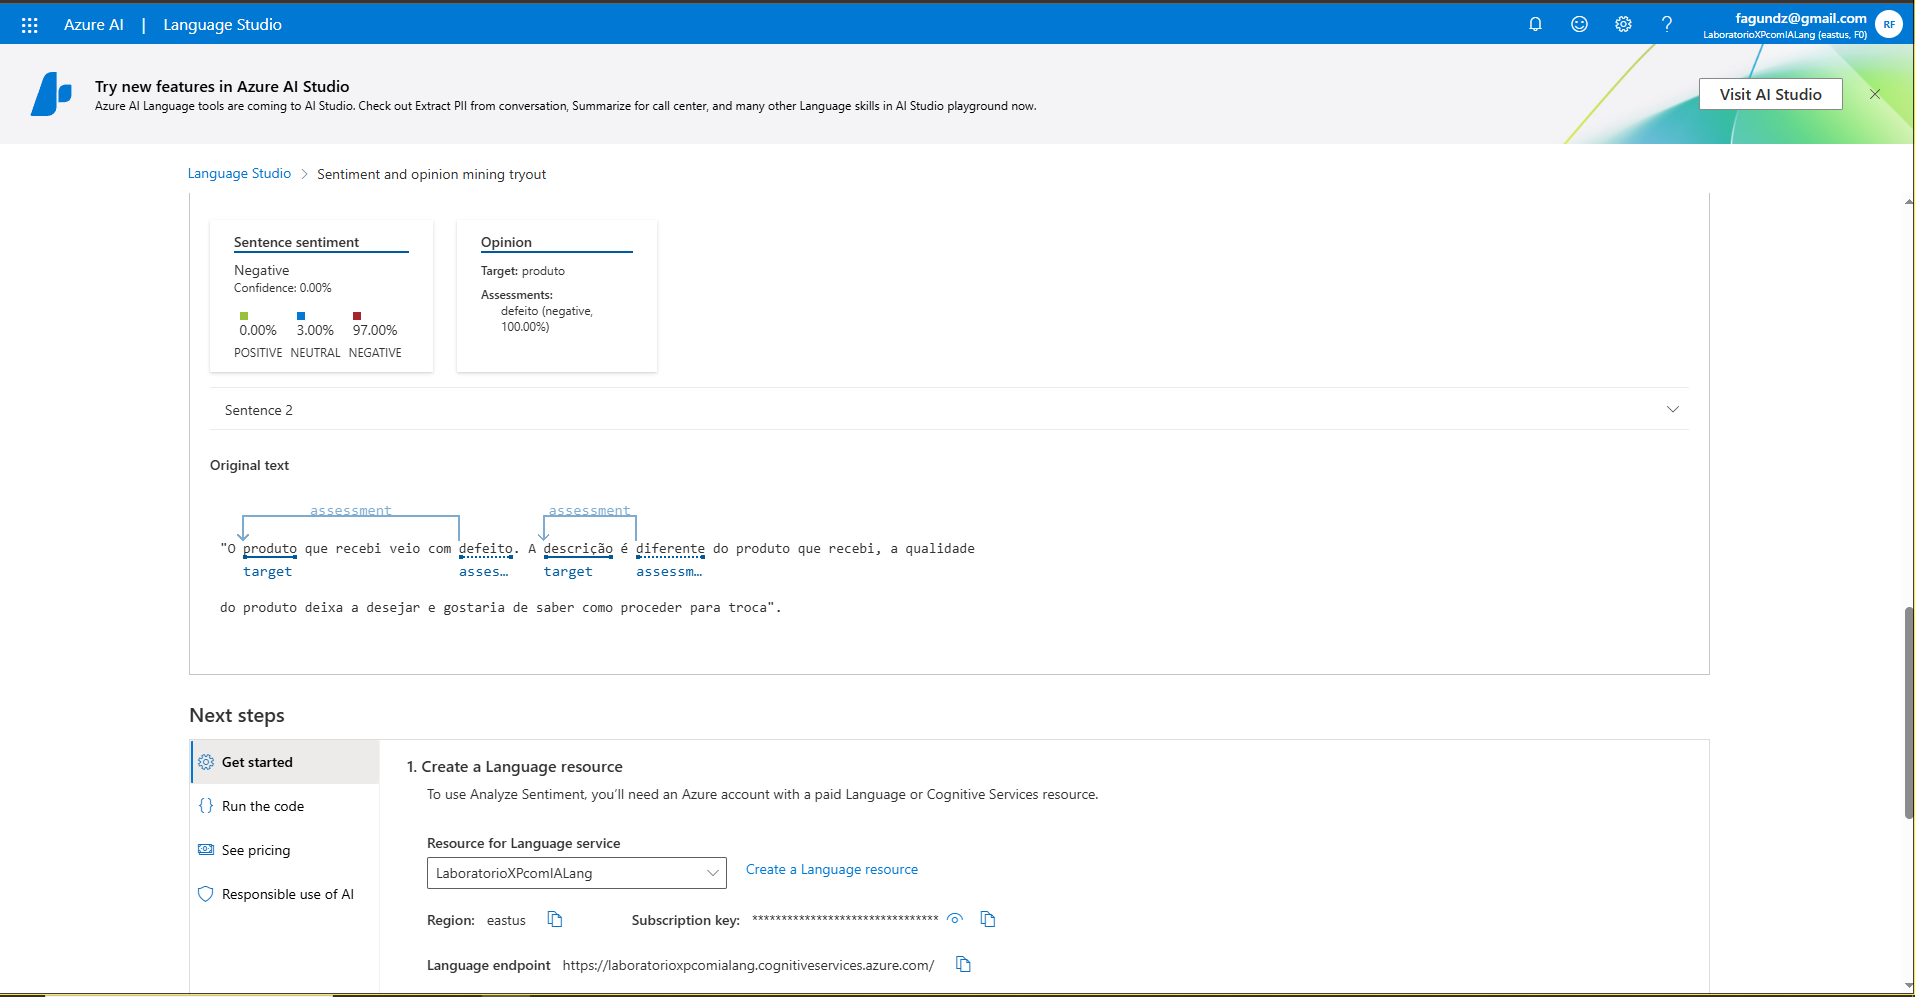 Azure AI | Language Studio
fagundz@gmail.com
LaboratorioXPcomIALang (eastus, F0)
RF
Try new features in Azure AI Studio
Azure AI Language tools are coming to AI Studio. Check out Extract PII from conversation, Summarize for call center, and many other Language skills in AI Studio playground now.
Visit AI Studio
Language Studio > Sentiment and opinion mining tryout
Sentence sentiment
Negative
Confidence: 0.00%
0.00% 3.00% 97.00%
POSITIVE NEUTRAL NEGATIVE
Opinion
Target: produto
Assessments:
defeito (negative,
100.00%)
Sentence 2
Original text
assessment assessment
"O produto que recebi veio com defeito. A descrição é diferente do produto que recebi, a qualidade
target asses... target assessm...
do produto deixa a desejar e gostaria de saber como proceder para troca".
Next steps
Get started
Run the code
See pricing
Responsible use of AI
1. Create a Language resource
To use Analyze Sentiment, you'll need an Azure account with a paid Language or Cognitive Services resource.
Resource for Language service
LaboratorioXPcomIALang
Create a Language resource
Region: eastus
Subscription key: ********************************
Language endpoint https://laboratorioxpcomialang.cognitiveservices.azure.com/